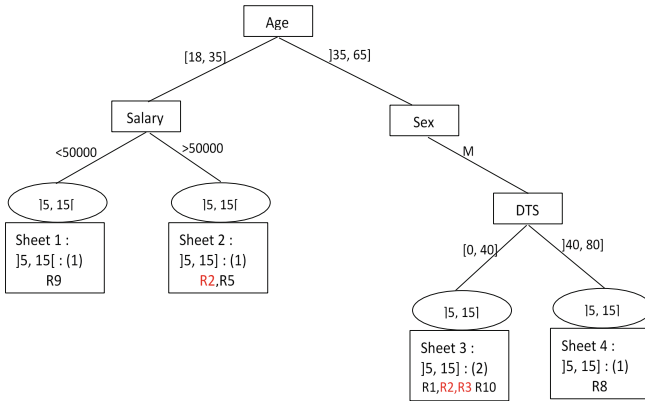 Age
[18, 35]
]35, 65]
Salary
Sex
<50000
>50000
M
]5, 15[
]5, 15]
DTS
Sheet 1 :
]5, 15[ : (1)
R9
Sheet 2 :
]5, 15] : (1)
R2,R5
[0, 40]
]40, 80]
]5, 15]
]5, 15]
Sheet 3 :
]5, 15] : (2)
R1,R2,R3 R10
Sheet 4 :
]5, 15] : (1)
R8